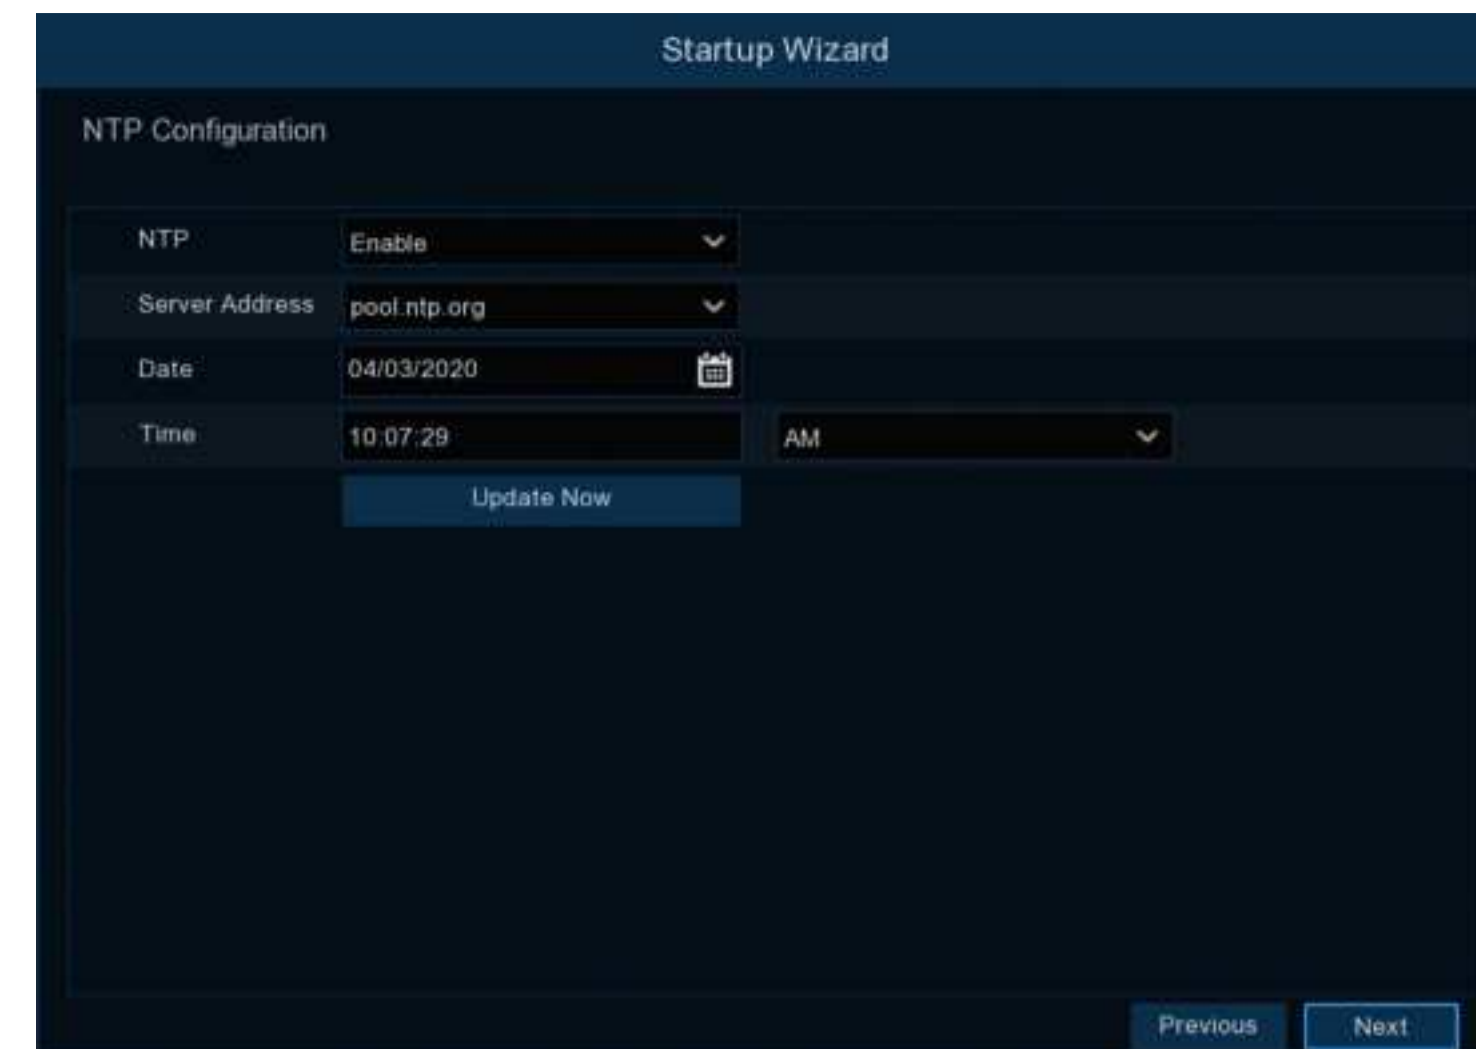 Startup Wizard
NTP Configuration
NTP Enable
Server Address pool.ntp.org
Date 04/03/2020
Time 10:07:29 AM
Update Now
Previous Next